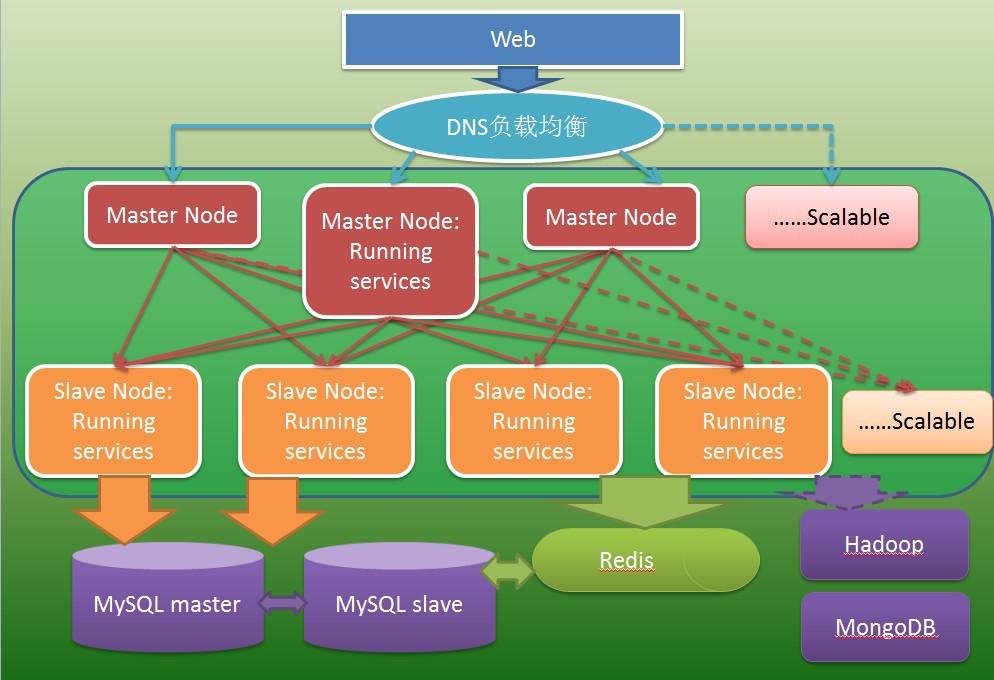 Web
DNS负载均衡
Master Node
Master Node:
Running
services
Master Node
......Scalable
Slave Node:
Running
services
Slave Node:
Running
services
Slave Node:
Running
services
Slave Node:
Running
services
......Scalable
MySQL master
MySQL slave
Redis
Hadoop
MongoDB